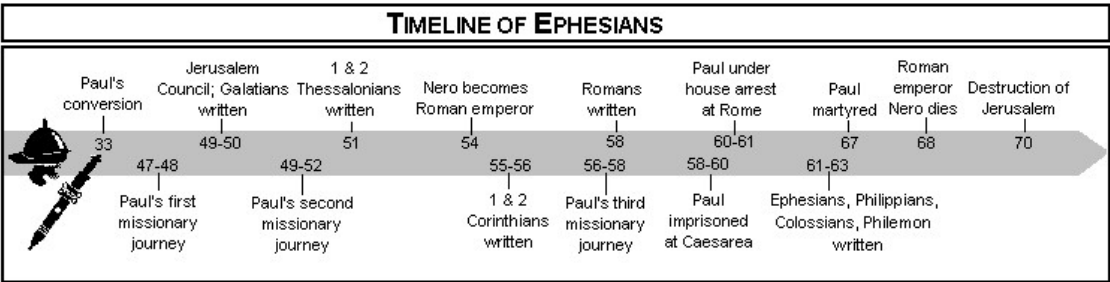 TIMELINE OF EPHESIANS
Paul's
conversion
33
47-48
Paul's first
missionary
journey
Jerusalem
Council; Galatians
written
49-50
49-52
Paul's second
missionary
journey
1 & 2
Thessalonians
written
51
Nero becomes
Roman emperor
54
55-56
1 & 2
Corinthians
written
Romans
written
58
56-58
Paul's third
missionary
journey
Paul under
house arrest
at Rome
60-61
58-60
Paul
imprisoned
at Caesarea
Paul
martyred
67
61-63
Ephesians, Philippians,
Colossians, Philemon
written
Roman
emperor
Nero dies
68
Destruction of
Jerusalem
70